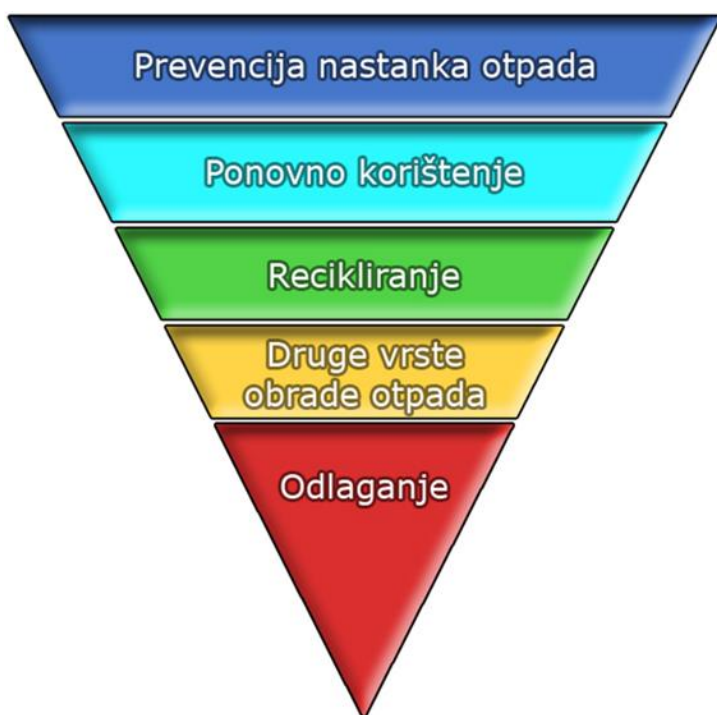 Prevencija nastanka otpada
Ponovno korištenje
Recikliranje
Druge vrste
obrade otpada
Odlaganje